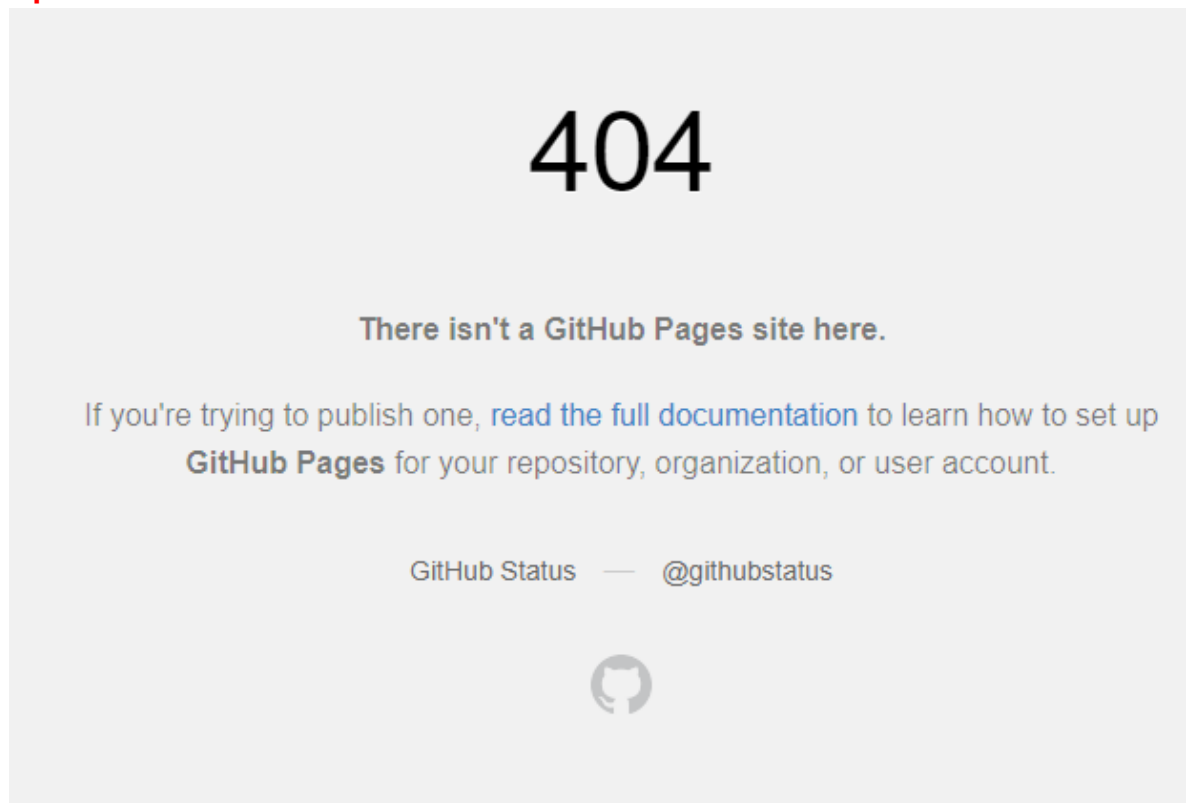 404
There isn't a GitHub Pages site here.
If you're trying to publish one, read the full documentation to learn how to set up
GitHub Pages for your repository, organization, or user account.
GitHub Status — @githubstatus